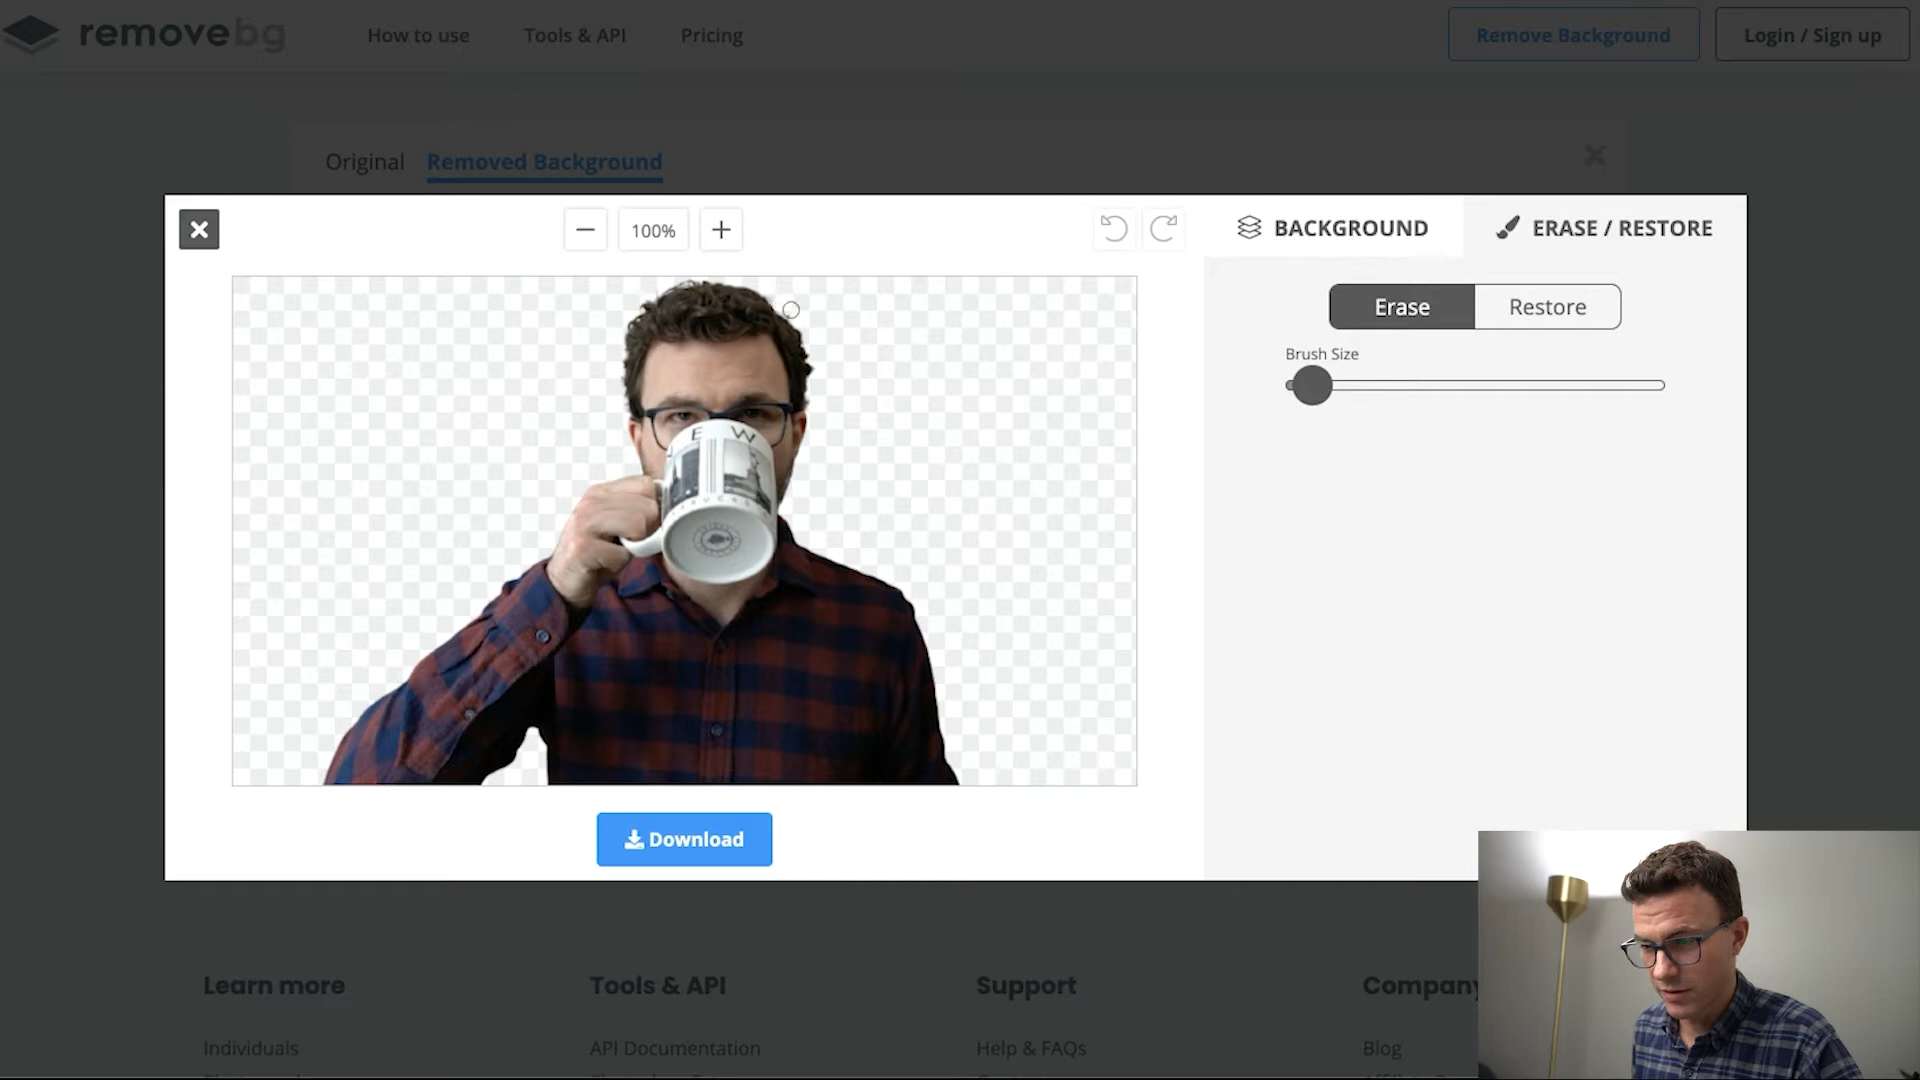 removebg
How to use
Tools & API
Pricing
Remove Background
Login / Sign up
Original
Removed Background
100%
BACKGROUND
ERASE / RESTORE
Erase
Restore
Brush Size
E W
Download
Learn more
Tools & API
Support
Company
Individuals
API Documentation
Help & FAQs
Blog